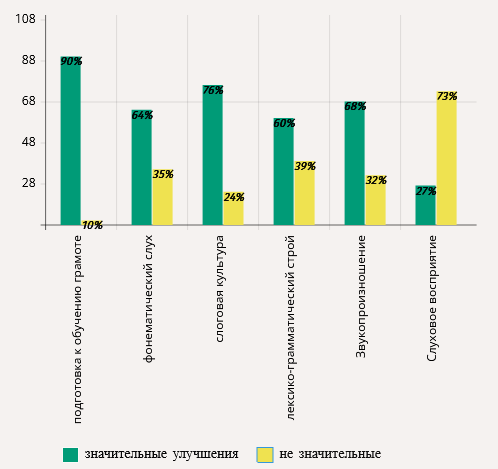 108
88
68
48
28
90%
10%
64%
35%
76%
24%
60%
39%
68%
32%
27%
73%
подготовка к обучению грамоте
фонематический слух
слоговая культура
лексико-грамматический строй
Звукопроизношение
Слуховое восприятие
значительные улучшения
не значительные